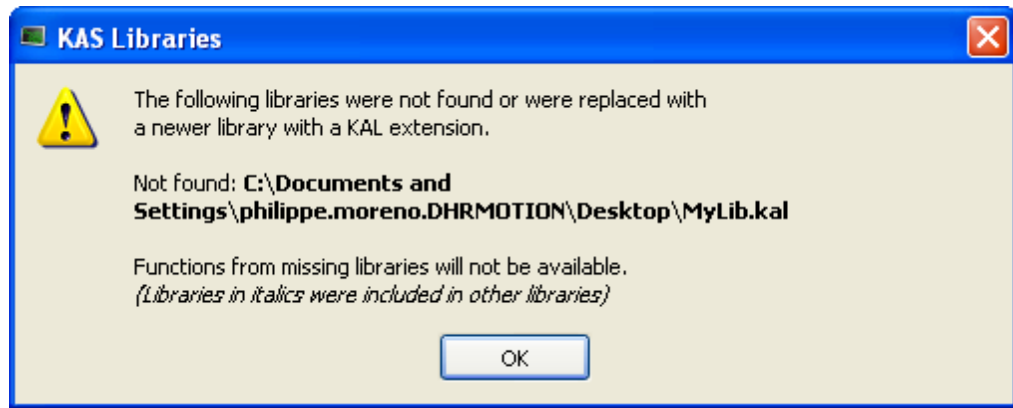 KAS Libraries
The following libraries were not found or were replaced with
a newer library with a KAL extension.
Not found: C:\Documents and
Settings\philippe.moreno.DHRMOTION\Desktop\MyLib.kal
Functions from missing libraries will not be available.
(Libraries in italics were included in other libraries)
OK